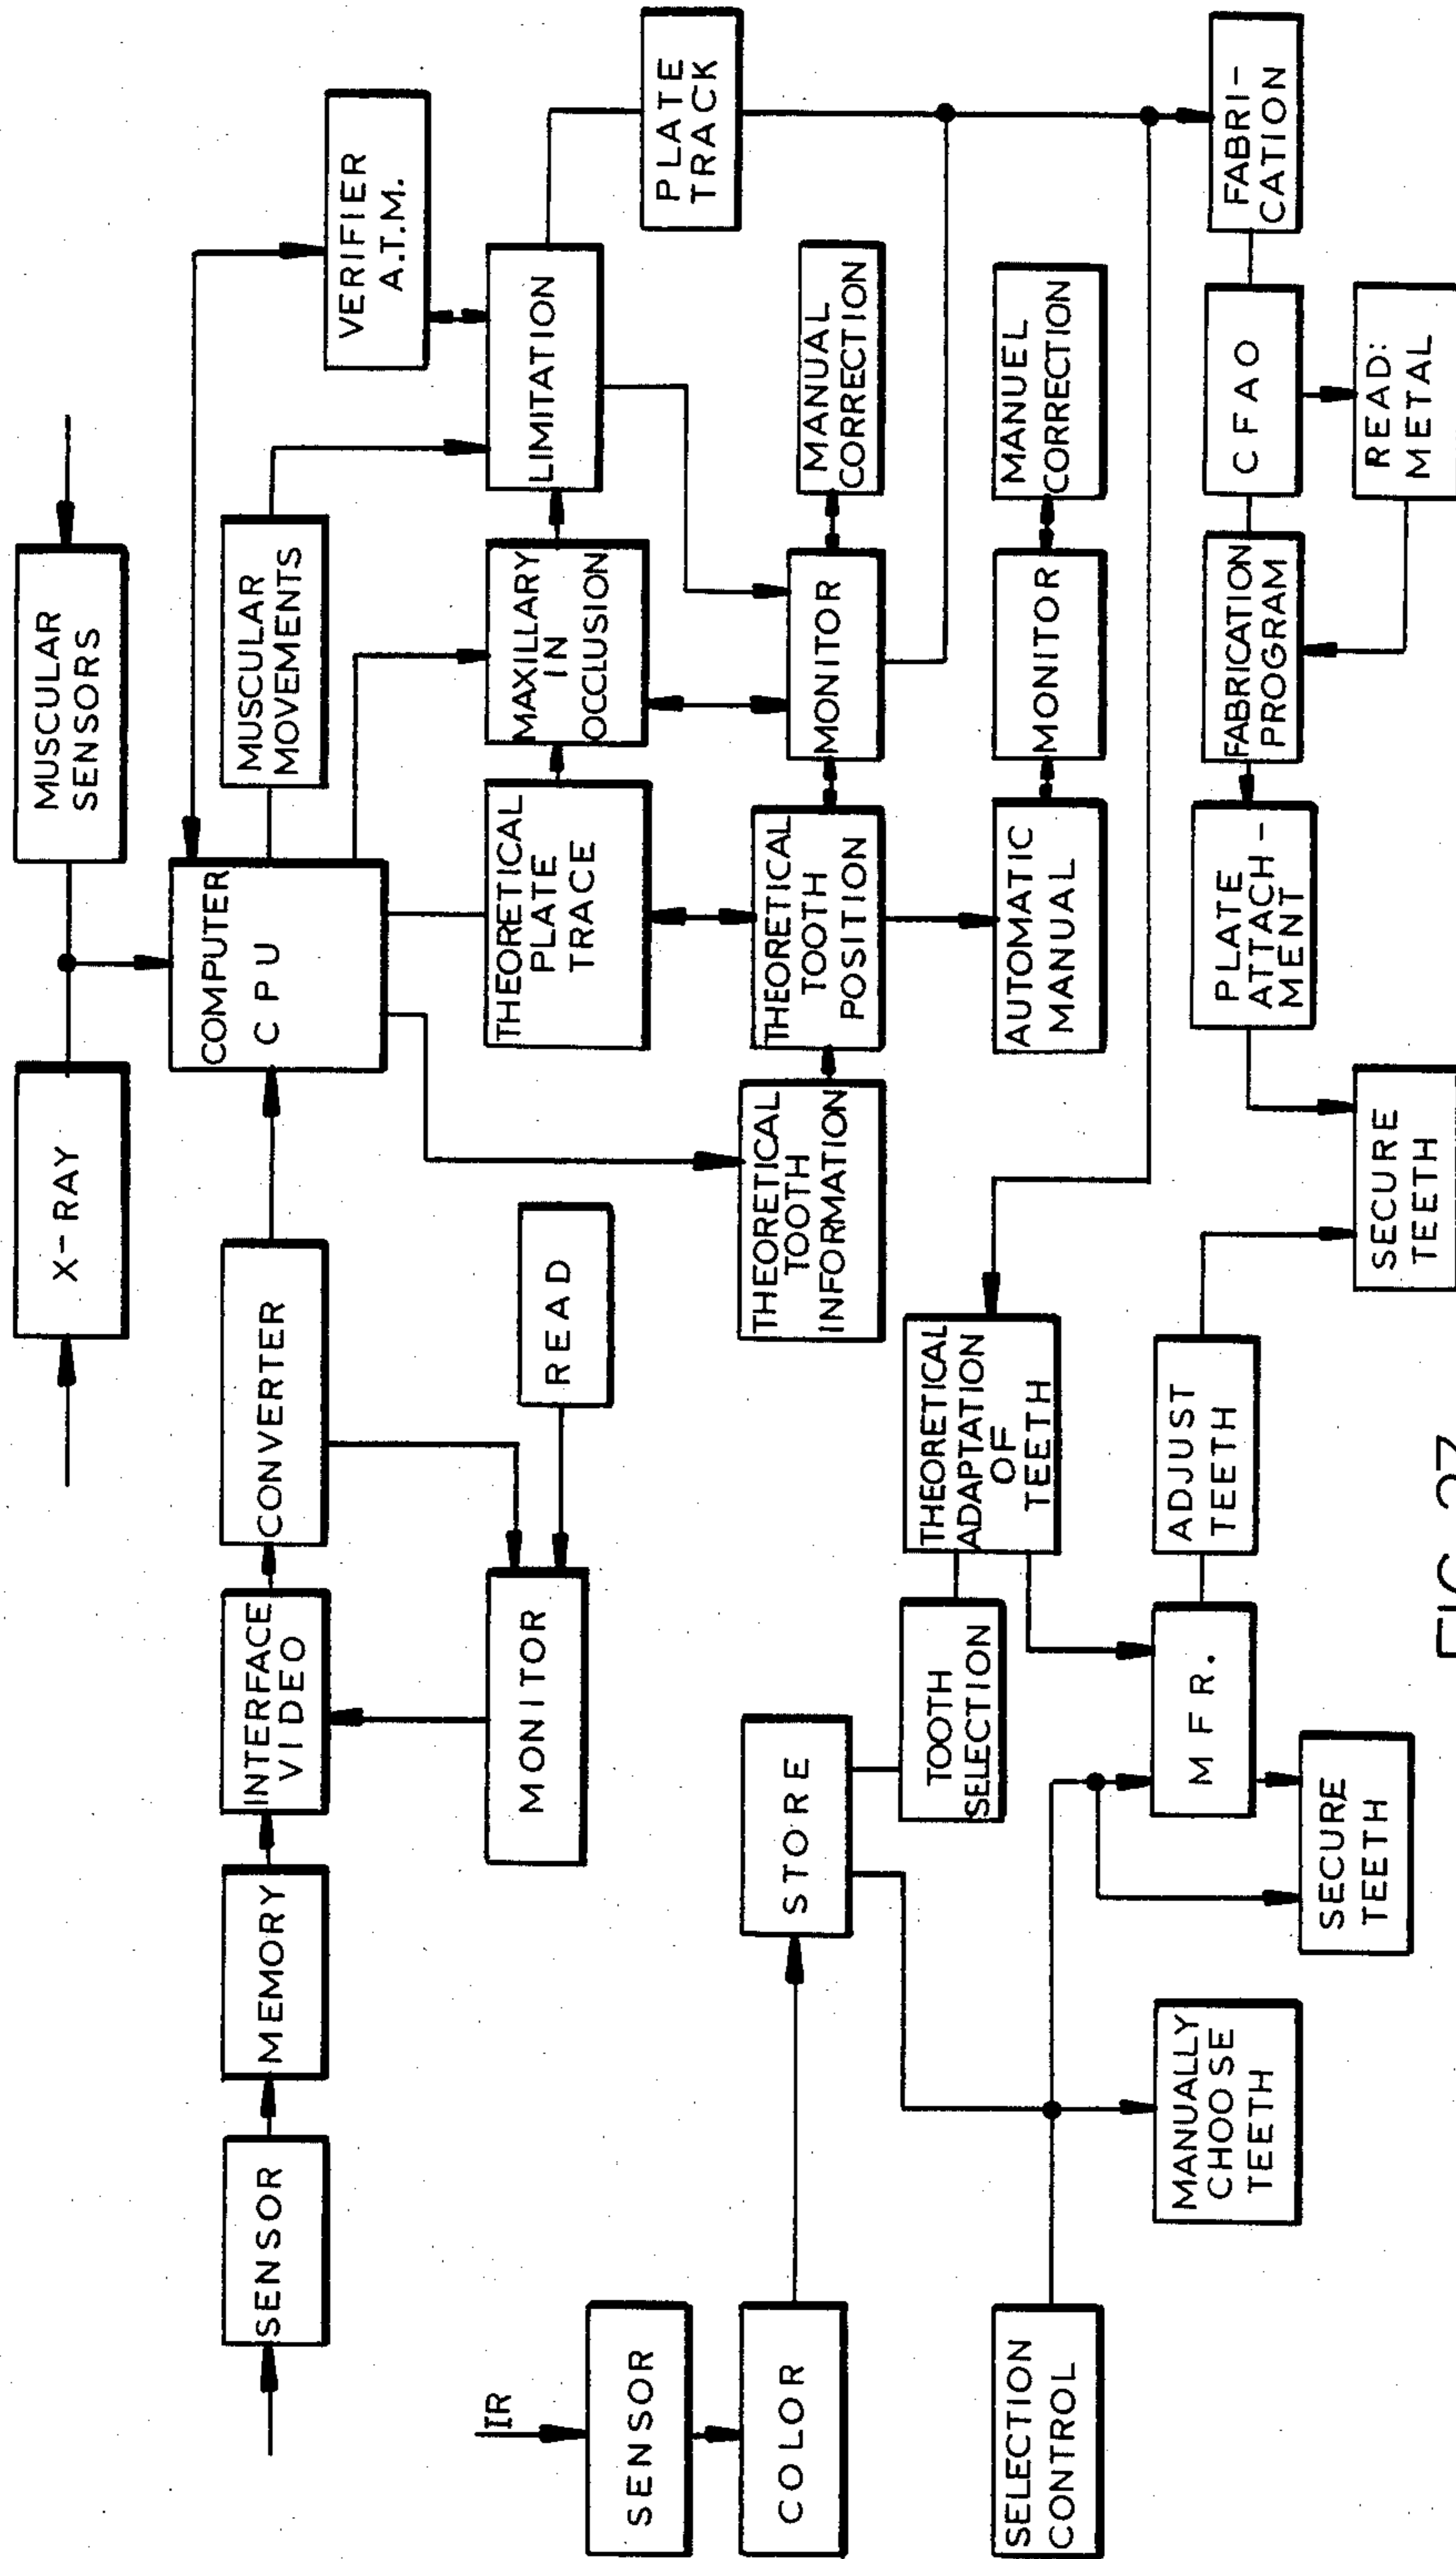 X-RAY
MUSCULAR
SENSORS
SENSOR
MEMORY
INTERFACE
VIDEO
CONVERTER
COMPUTER
CPU
MUSCULAR
MOVEMENTS
VERIFIER
A.T.M.
MONITOR
READ
THEORETICAL
PLATE
TRACE
MAXILLARY
IN
OCCLUSION
LIMITATION
PLATE
TRACK
IR
SENSOR
COLOR
STORE
THEORETICAL
TOOTH
INFORMATION
THEORETICAL
TOOTH
POSITION
MONITOR
MANUAL
CORRECTION
TOOTH
SELECTION
THEORETICAL
ADAPTATION
OF
TEETH
AUTOMATIC
MANUAL
MONITOR
MANUEL
CORRECTION
SELECTION
CONTROL
MANUALLY
CHOOSE
TEETH
MFR.
ADJUST
TEETH
PLATE
ATTACH-
MENT
FABRICATION
PROGRAM
CFAO
FABRI-
CATION
SECURE
TEETH
SECURE
TEETH
READ:
METAL